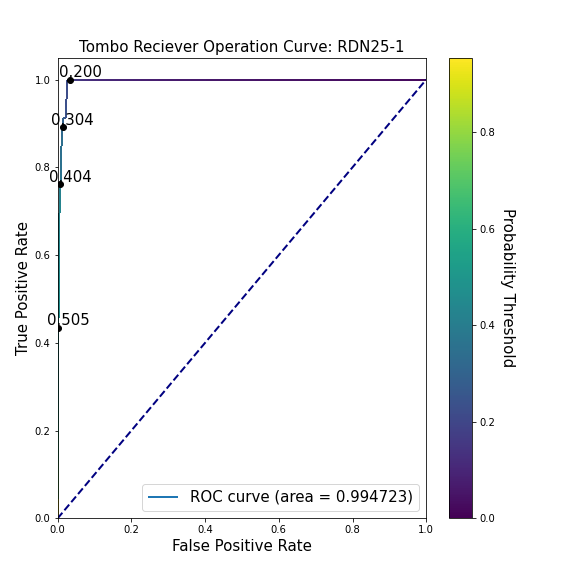 Tombo Reciever Operation Curve: RDN25-1
1.0
0.8
0.6
0.4
0.2
0.0
True Positive Rate
0.200
0.304
0.404
0.505
ROC curve (area = 0.994723)
0.0 0.2 0.4 0.6 0.8 1.0
False Positive Rate
0.8
0.6
0.4
0.2
0.0
Probability Threshold